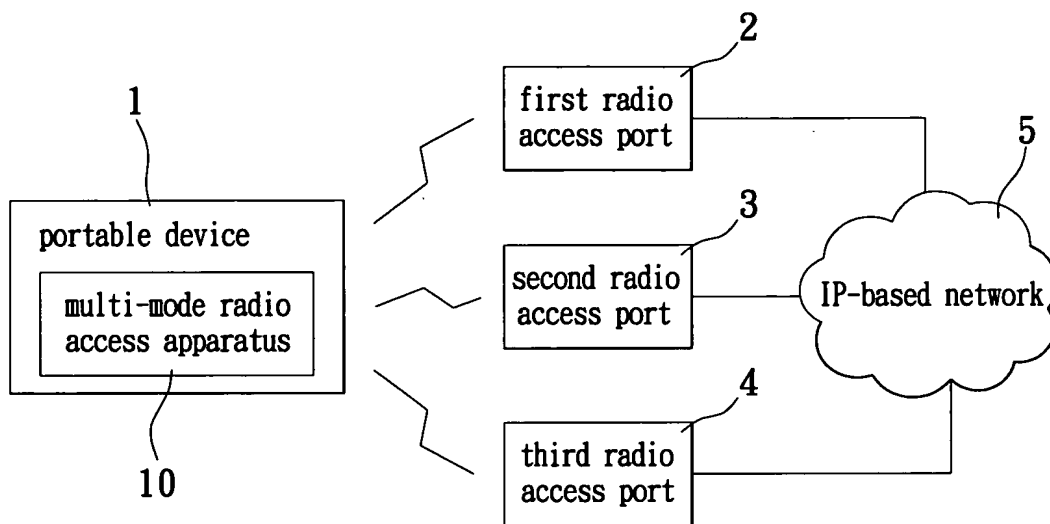 1
portable device
multi-mode radio
access apparatus
10
2
first radio
access port
3
second radio
access port
4
third radio
access port
5
IP-based network